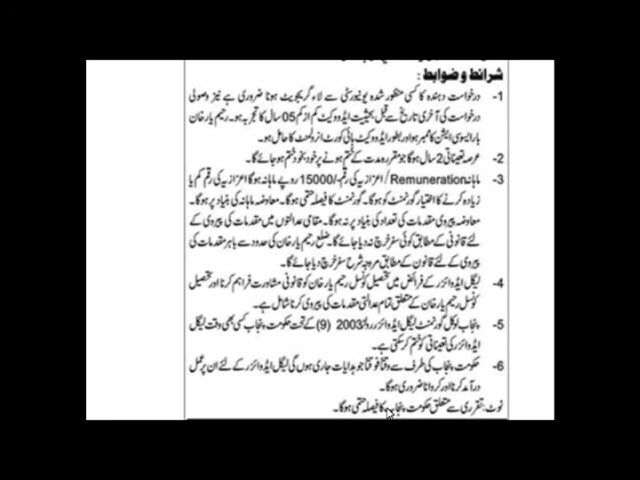 شرائط و ضوابط :
1- درخواست دہندہ کا کسی منظور شدہ یونیورسٹی سے لاء گریجویٹ ہونا ضروری ہے نیز وصولی
درخواست کی آخری تاریخ سے قبل بحیثیت ایڈووکیٹ کم از کم 05 سال کا تجربہ ہو۔ رحیم یار خان
بار ایسوسی ایشن کا ممبر ہو اور بطور ایڈووکیٹ ہائی کورٹ انرولمنٹ کا حامل ہو۔
2- عرصہ تعیناتی 2 سال ہوگا جو مقررہ مدت کے ختم ہونے پر خود بخود ختم ہو جائے گا۔
3- ماہانہ Remuneration/ اعزازیہ کی رقم -/15000 روپے ماہانہ ہوگا اعزازیہ کی رقم کم یا
زیادہ کرنے کا اختیار گورنمنٹ کو ہوگا۔ گورنمنٹ کا فیصلہ حتمی ہوگا۔ معاوضہ ماہانہ کی بنیاد پر ہوگا۔
معاوضہ پیروی مقدمات کی تعداد کی بنیاد پر نہ ہوگا۔ مقامی عدالتوں میں مقدمات کی پیروی کے
لئے قانونی کے مطابق کوئی سفر خرچ نہ دیا جائے گا۔ ضلع رحیم یار خان کی حدود سے باہر مقدمات کی
پیروی کے لئے قانون کے مطابق مروجہ شرح سفر خرچ دیا جائے گا۔
4- لیگل ایڈوائزر کے فرائض میں تحصیل کونسل رحیم یار خان کو قانونی مشاورت فراہم کرنا اور تحصیل
کونسل رحیم یار خان کے متعلق تمام عدالتی مقدمات کی پیروی کرنا شامل ہے۔
5- پنجاب لوکل گورنمنٹ لیگل ایڈوائزر رولز 2003 (9) کے تحت حکومت پنجاب کسی بھی وقت لیگل
ایڈوائزر کی تعیناتی کو ختم کر سکتی ہے۔
6- حکومت پنجاب کی طرف سے وقتاً فوقتاً جو ہدایات جاری ہوں گی لیگل ایڈوائزر کے لئے ان پر عمل
درآمد کرنا اور کروانا ضروری ہوگا۔
نوٹ: تقرری سے متعلق حکومت پنجاب کا فیصلہ حتمی ہوگا۔